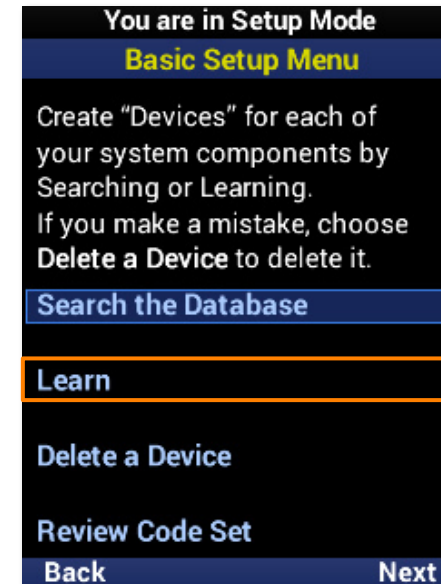 You are in Setup Mode
Basic Setup Menu
Create “Devices” for each of
your system components by
Searching or Learning.
If you make a mistake, choose
Delete a Device to delete it.
Search the Database
Learn
Delete a Device
Review Code Set
Back Next